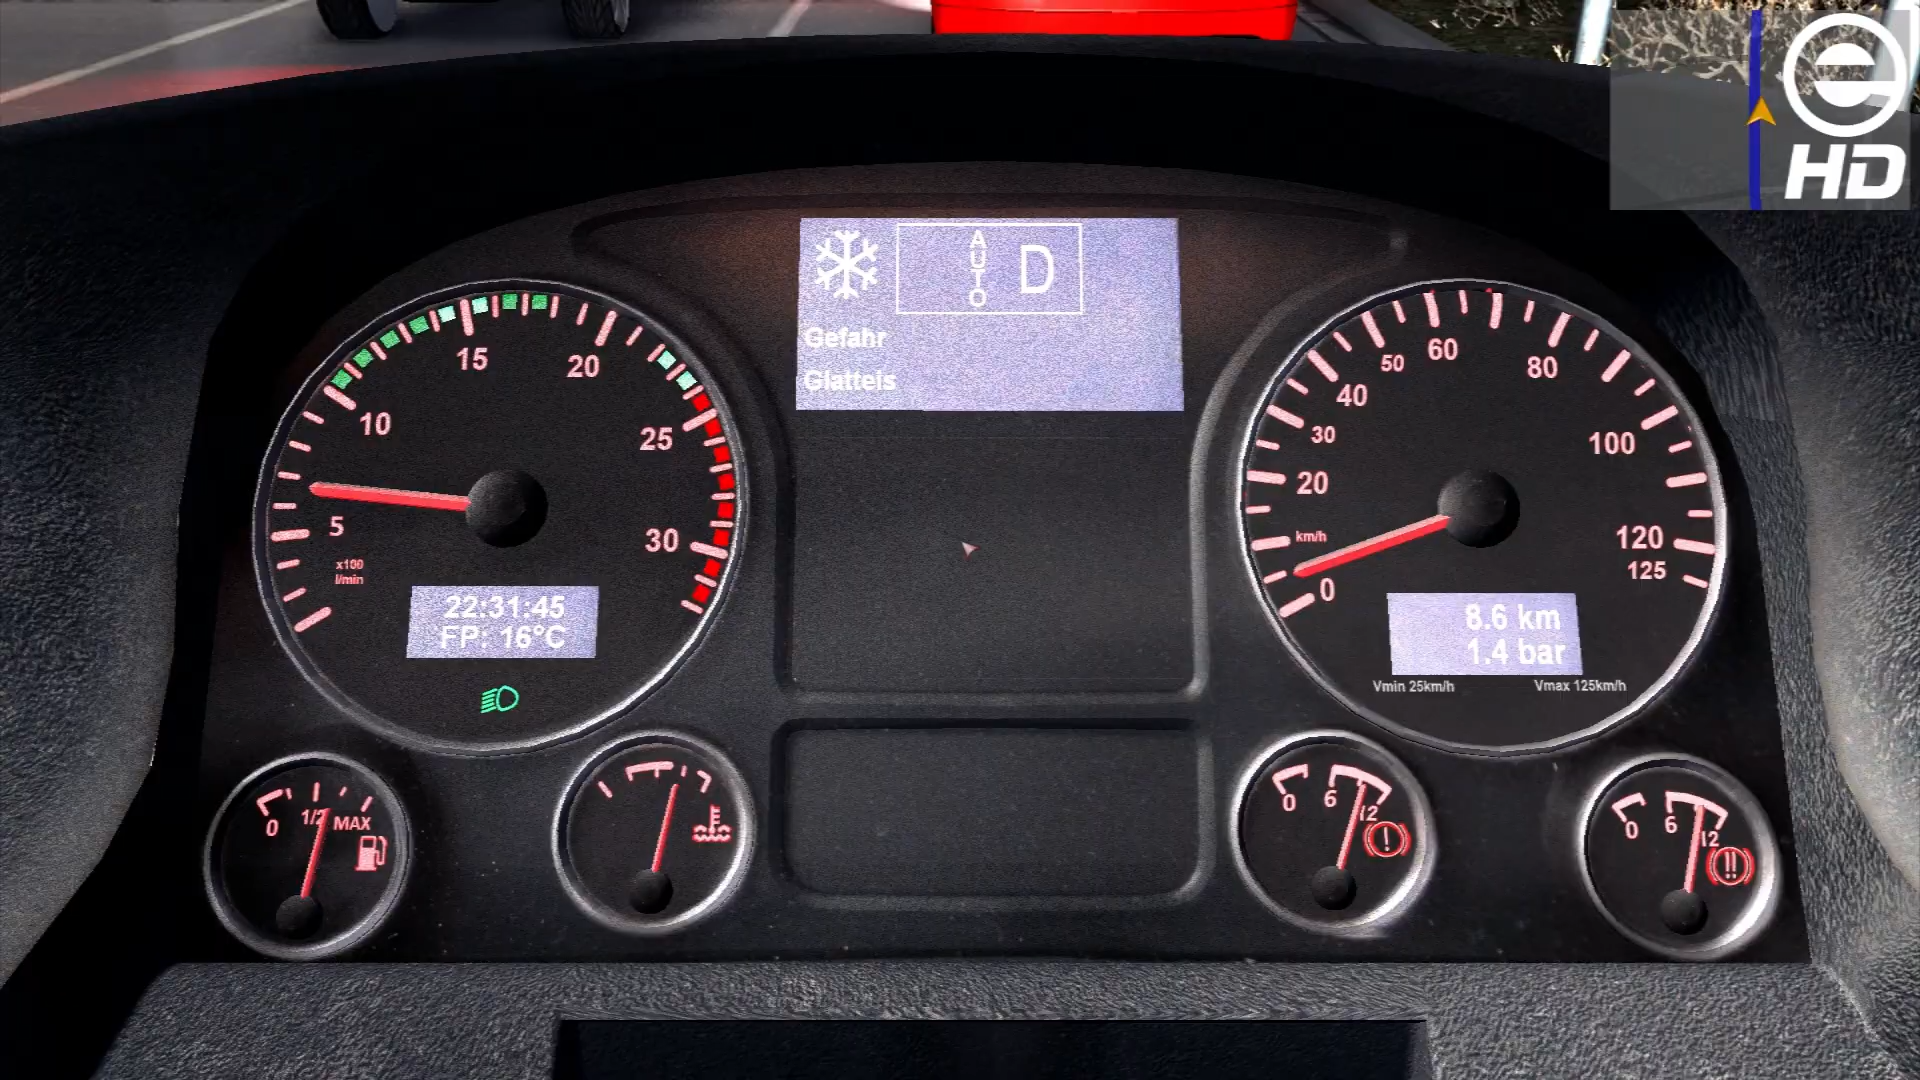 e
HD
A
U
T
O
D
Gefahr
Glatteis
5
10
15
20
25
30
x100
l/min
22:31:45
FP: 16°C
0
20
30
40
50
60
80
100
120
125
km/h
8.6 km
1.4 bar
Vmin 25km/h
Vmax 125km/h
0
1/2
MAX
0
6
12
0
6
12